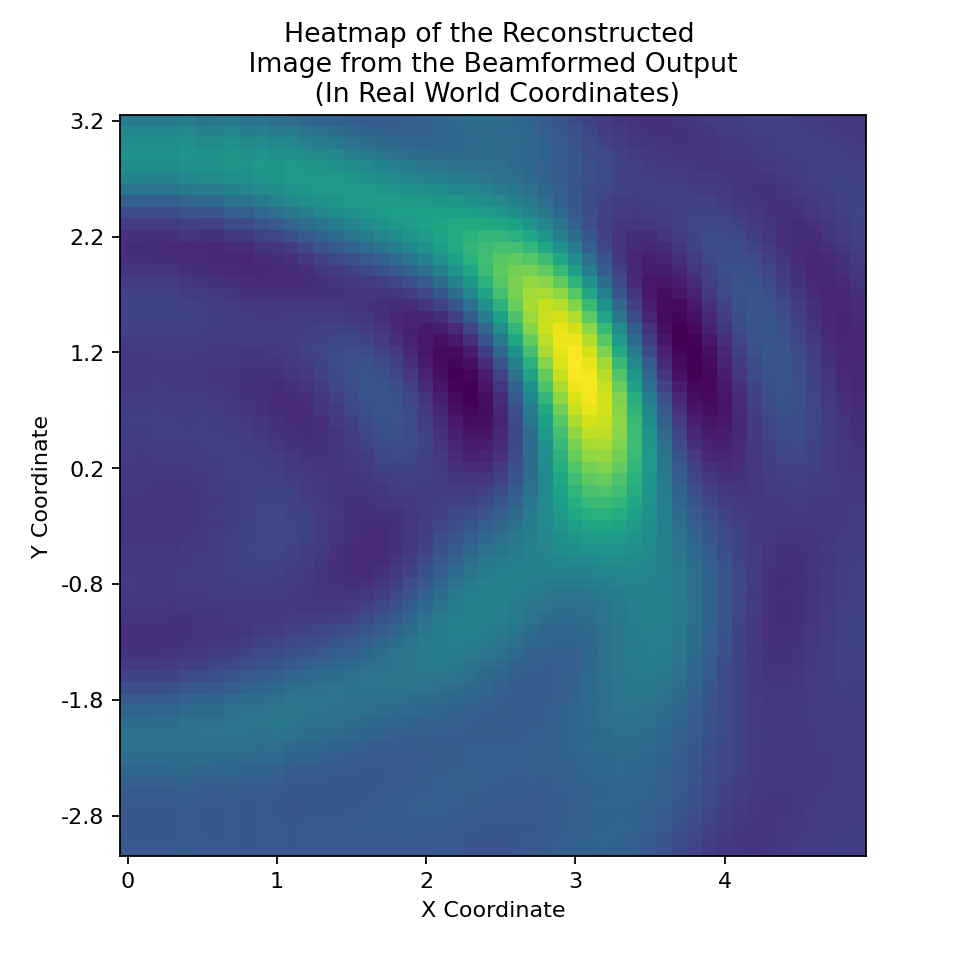 Heatmap of the Reconstructed
Image from the Beamformed Output
(In Real World Coordinates)
3.2
2.2
1.2
0.2
-0.8
-1.8
-2.8
Y Coordinate
0 1 2 3 4
X Coordinate